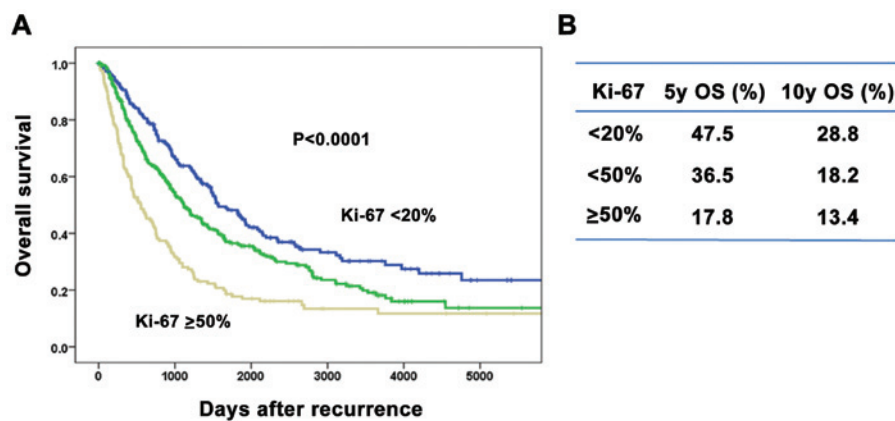 A
Overall survival
1.0
0.8
0.6
0.4
0.2
0.0
P<0.0001
Ki-67 <20%
Ki-67 ≥50%
0 1000 2000 3000 4000 5000
Days after recurrence
B
Ki-67 5y OS (%) 10y OS (%)
<20% 47.5 28.8
<50% 36.5 18.2
≥50% 17.8 13.4